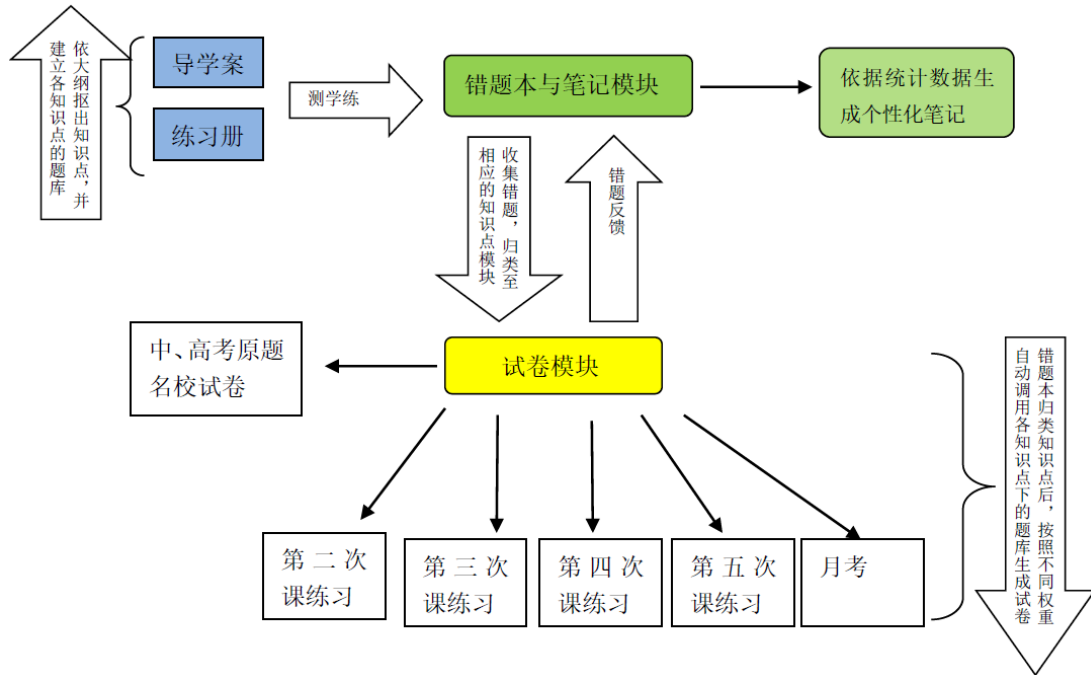 依大纲抠出知识点，并
建立各知识点的题库
导学案
练习册
测学练
错题本与笔记模块
依据统计数据生
成个性化笔记
收集错题，归类至
相应的知识点模块
错题反馈
中、高考原题
名校试卷
试卷模块
第二次
课练习
第三次
课练习
第四次
课练习
第五次
课练习
月考
错题本归类知识点后，按照不同权重
自动调用各知识点下的题库生成试卷